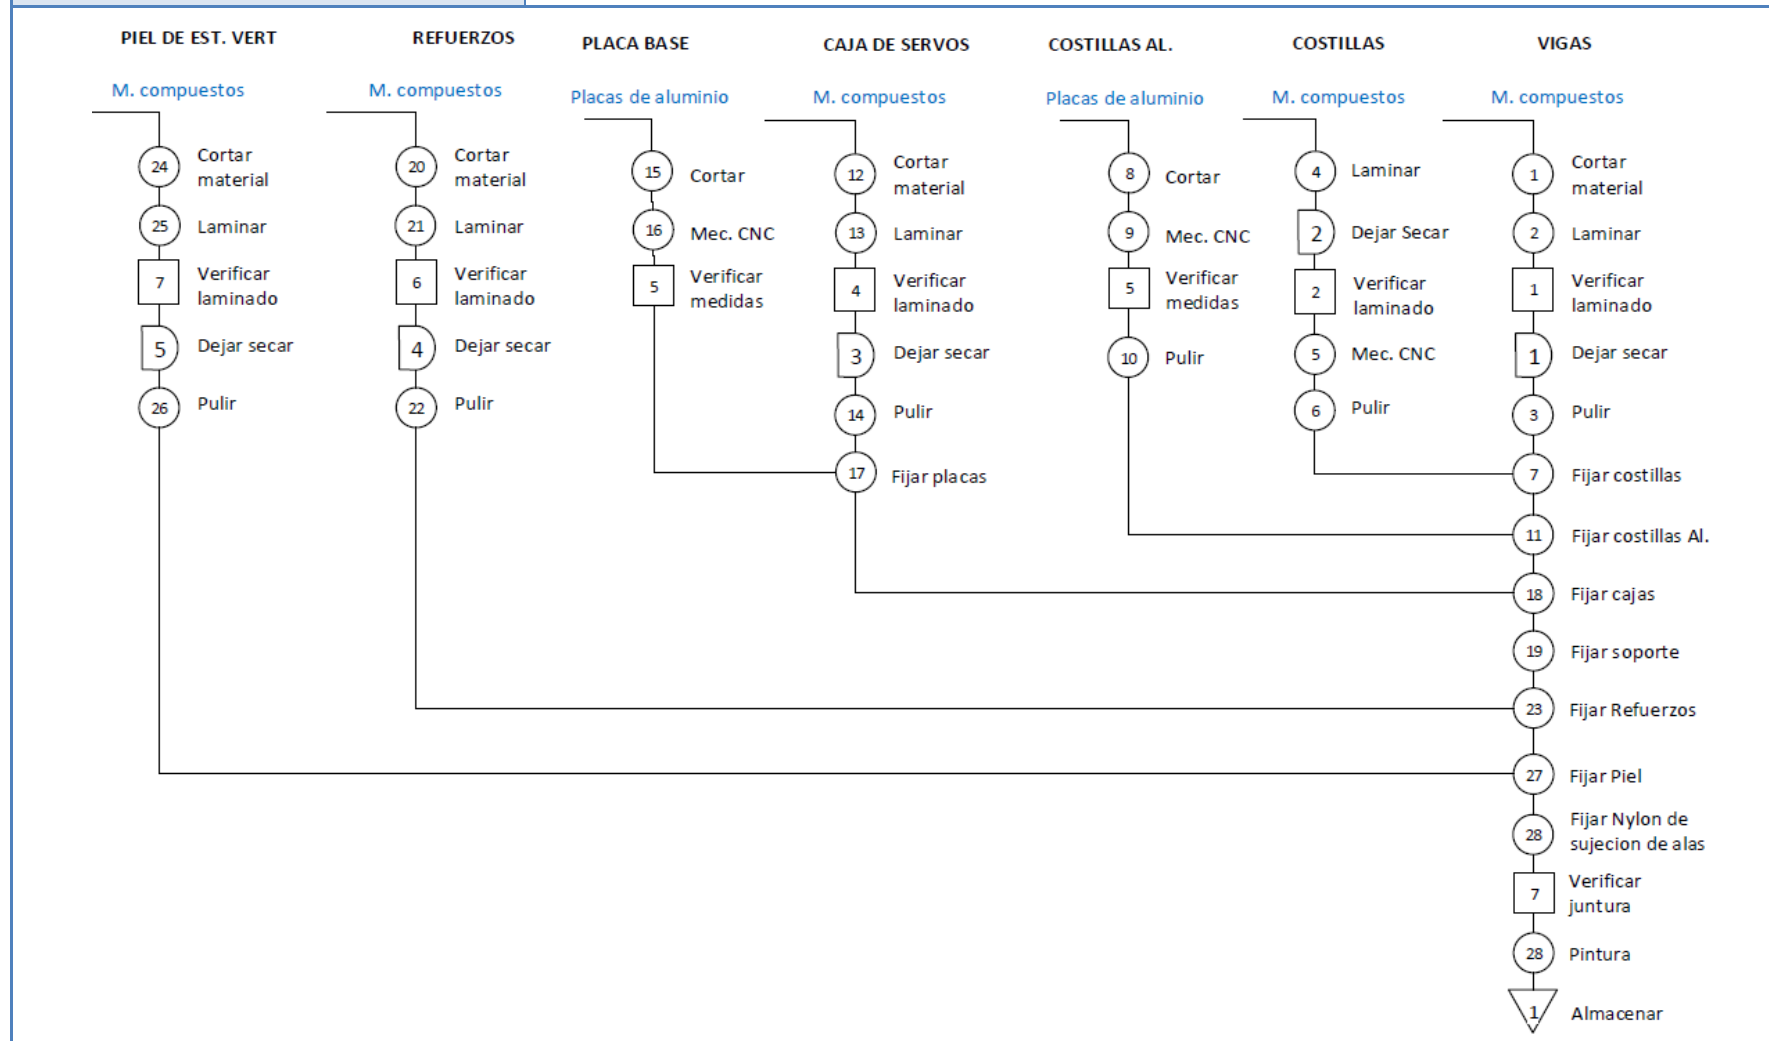 PIEL DE EST. VERT
M. compuestos
24
Cortar
material
25
Laminar
7
Verificar
laminado
5
Dejar secar
26
Pulir
REFUERZOS
M. compuestos
20
Cortar
material
21
Laminar
6
Verificar
laminado
4
Dejar secar
22
Pulir
PLACA BASE
Placas de aluminio
15
Cortar
16
Mec. CNC
5
Verificar
medidas
CAJA DE SERVOS
M. compuestos
12
Cortar
material
13
Laminar
4
Verificar
laminado
3
Dejar secar
14
Pulir
17
Fijar placas
COSTILLAS AL.
Placas de aluminio
8
Cortar
9
Mec. CNC
5
Verificar
medidas
10
Pulir
COSTILLAS
M. compuestos
4
Laminar
2
Dejar Secar
2
Verificar
laminado
5
Mec. CNC
6
Pulir
VIGAS
M. compuestos
1
Cortar
material
2
Laminar
1
Verificar
laminado
1
Dejar secar
3
Pulir
7
Fijar costillas
11
Fijar costillas Al.
18
Fijar cajas
19
Fijar soporte
23
Fijar Refuerzos
27
Fijar Piel
28
Fijar Nylon de
sujecion de alas
7
Verificar
juntura
28
Pintura
1
Almacenar